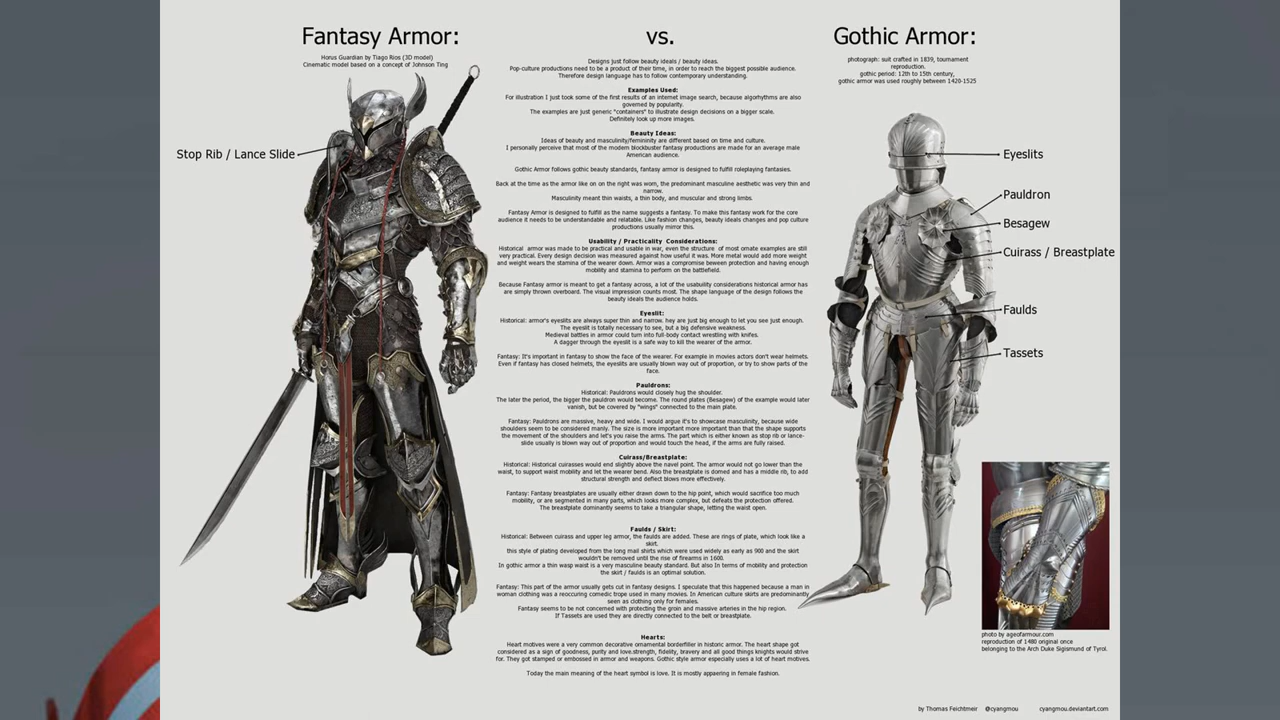 Fantasy Armor:
Horus Guardian by Tiago Rios (3D model)
Cinematic model based on a concept of Johnson Ting
Stop Rib / Lance Slide
vs.
Designs just follow beauty ideals / beauty ideas.
Pop-culture productions need to be a product of their time, in order to reach the biggest possible audience.
Therefore design language has to follow contemporary understanding.
Examples Used:
For illustration I just took some of the first results of an internet image search, because algorhythms are also
governed by popularity.
The examples are just generic "containers" to illustrate design decisions on a bigger scale.
Definitely look up more images.
Beauty Ideas:
Ideas of beauty and masculinity/femininity are different based on time and culture.
I personally perceive that most of the modern blockbuster fantasy productions are made for an average male
American audience.
Gothic Armor follows gothic beauty standards, fantasy armor is designed to fulfill roleplaying fantasies.
Back at the time as the armor like on on the right was worn, the predominant masculine aesthetic was very thin and
narrow.
Masculinity meant thin waists, a thin body, and muscular and strong limbs.
Fantasy Armor is designed to fulfill as the name suggests a fantasy. To make this fantasy work for the core
audience it needs to be understandable and relatable. Like fashion changes, beauty ideals changes and pop culture
productions usually mirror this.
Usability / Practicality Considerations:
Historical armor was made to be practical and usable in war, even the structure of most ornate examples are still
very practical. Every design decision was measured against how useful it was. More metal would add more weight
and weight wears the stamina of the wearer down. Armor was a compromise between protection and having enough
mobility and stamina to perform on the battlefield.
Because Fantasy armor is meant to get a fantasy across, a lot of the usability considerations historical armor has
are simply thrown overboard. The visual impression counts most. The shape language of the design follows the
beauty ideals the audience holds.
Eyeslit:
Historical: armor's eyeslits are always super thin and narrow. hey are just big enough to let you see just enough.
The eyeslit is totally necessary to see, but a big defensive weakness.
Medieval battles in armor could turn into full-body contact wrestling with knifes.
A dagger through the eyeslit is a safe way to kill the wearer of the armor.
Fantasy: It's important in fantasy to show the face of the wearer. For example in movies actors don't wear helmets.
Even if fantasy has closed helmets, the eyeslits are usually blown way out of proportion, or try to show parts of the
face.
Pauldrons:
Historical: Pauldrons would closely hug the shoulder.
The later the period, the bigger the pauldron would become. The round plates (Besagew) of the example would later
vanish, but be covered by "wings" connected to the main plate.
Fantasy: Pauldrons are massive, heavy and wide. I would argue it's to showcase masculinity, because wide
shoulders seem to be considered manly. The size is more important more important than that the shape supports
the movement of the shoulders and let's you raise the arms. The part which is either known as stop rib or lance-
slide usually is blown way out of proportion and would touch the head, if the arms are fully raised.
Cuirass/Breastplate:
Historical: Historical cuirasses would end slightly above the navel point. The armor would not go lower than the
waist, to support waist mobility and let the wearer bend. Also the breastplate is domed and has a middle rib, to add
structural strength and deflect blows more effectively.
Fantasy: Fantasy breastplates are usually either drawn down to the hip point, which would sacrifice too much
mobility, or are segmented in many parts, which looks more complex, but defeats the protection offered.
The breastplate dominantly seems to take a triangular shape, letting the waist open.
Faulds / Skirt:
Historical: Between cuirass and upper leg armor, the faulds are added. These are rings of plate, which look like a
skirt.
this style of plating developed from the long mail shirts which were used widely as early as 900 and the skirt
wouldn't be removed until the rise of firearms in 1600.
In gothic armor a thin wasp waist is a very masculine beauty standard. But also In terms of mobility and protection
the skirt / faulds is an optimal solution.
Fantasy: This part of the armor usually gets cut in fantasy designs. I speculate that this happened because a man in
woman clothing was a reoccuring comedic trope used in many movies. In American culture skirts are predominantly
seen as clothing only for females.
Fantasy seems to be not concerned with protecting the groin and massive arteries in the hip region.
If Tassets are used they are directly connected to the belt or breastplate.
Hearts:
Heart motives were a very common decorative ornamental borderfiller in historic armor. The heart shape got
considered as a sign of goodness, purity and love.strength, fidelity, bravery and all good things knights would strive
for. They got stamped or embossed in armor and weapons. Gothic style armor especially uses a lot of heart motives.
Today the main meaning of the heart symbol is love. It is mostly appaering in female fashion.
Gothic Armor:
photograph: suit crafted in 1839, tournament
reproduction.
gothic period: 12th to 15th century,
gothic armor was used roughly between 1420-1525
Eyeslits
Pauldron
Besagew
Cuirass / Breastplate
Faulds
Tassets
photo by ageofarmour.com
reproduction of 1480 original once
belonging to the Arch Duke Sigismund of Tyrol.
by Thomas Feichtmeir @cyangmou cyangmou.deviantart.com